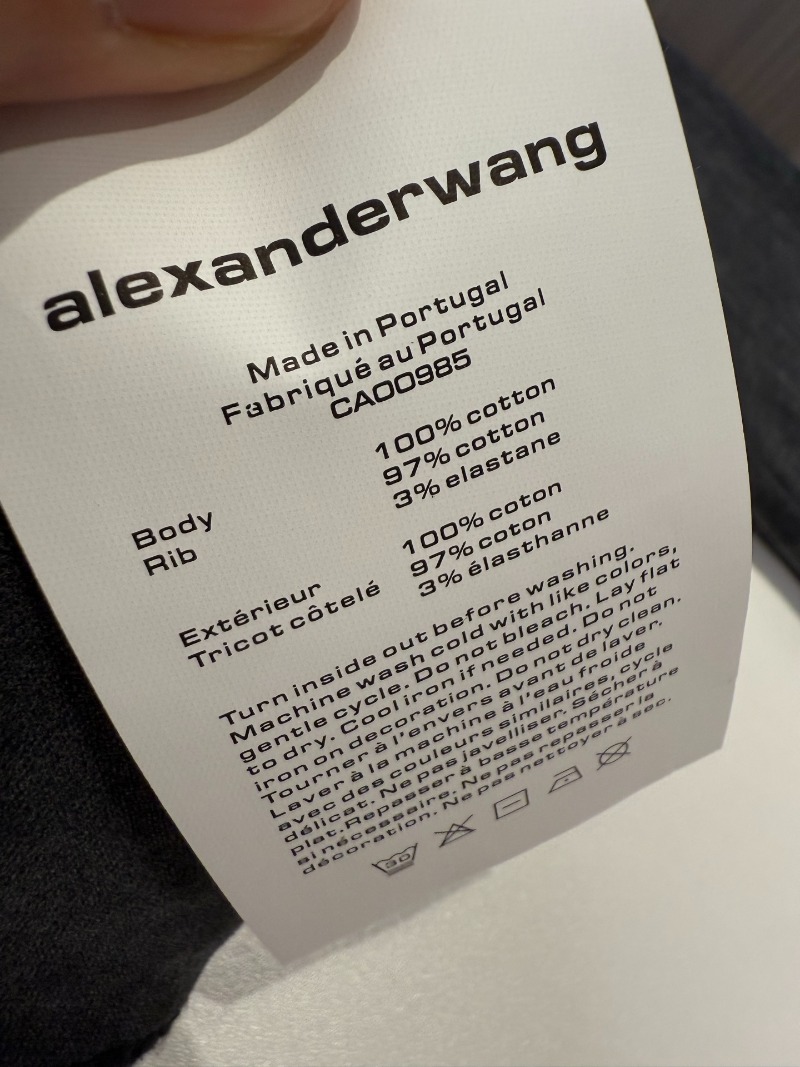 alexanderwang
Made in Portugal
Fabriqué au Portugal
CA00985
Body 100% cotton
Rib 97% cotton
3% elastane
Extérieur 100% coton
Tricot côtelé 97% coton
3% élasthanne
Turn inside out before washing.
Machine wash cold with like colors,
gentle cycle. Do not bleach. Lay flat
to dry. Cool iron if needed. Do not
iron on decoration. Do not dry clean.
Tourner à l'envers avant de laver.
Laver à la machine à l'eau froide
avec des couleurs similaires, cycle
délicat. Ne pas javelliser. Sécher à
plat. Repasser à basse température
si nécessaire. Ne pas repasser la
décoration. Ne pas nettoyer à sec.
30